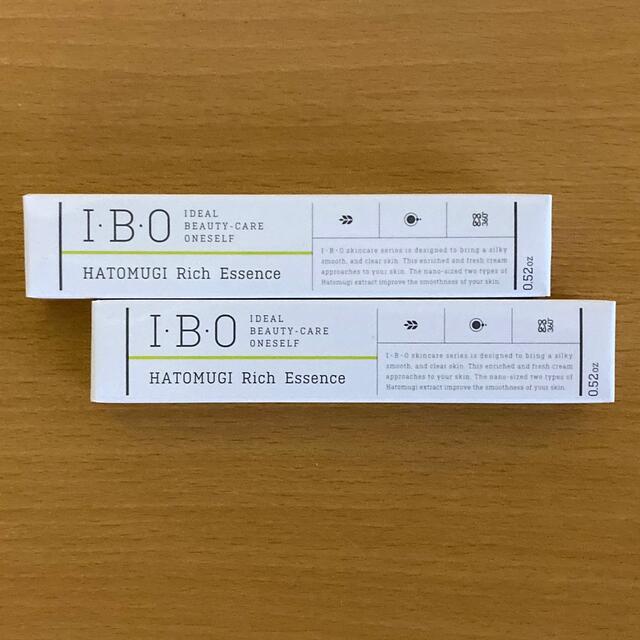 I·B·O
IDEAL
BEAUTY-CARE
ONESELF
HATOMUGI Rich Essence
360°
I·B·O skincare series is designed to bring a silky
smooth, and clear skin. This enriched and fresh cream
approaches to your skin. The nano-sized two types of
Hatomugi extract improve the smoothness of your skin.
0.52oz
I·B·O
IDEAL
BEAUTY-CARE
ONESELF
HATOMUGI Rich Essence
360°
I·B·O skincare series is designed to bring a silky
smooth, and clear skin. This enriched and fresh cream
approaches to your skin. The nano-sized two types of
Hatomugi extract improve the smoothness of your skin.
0.52oz